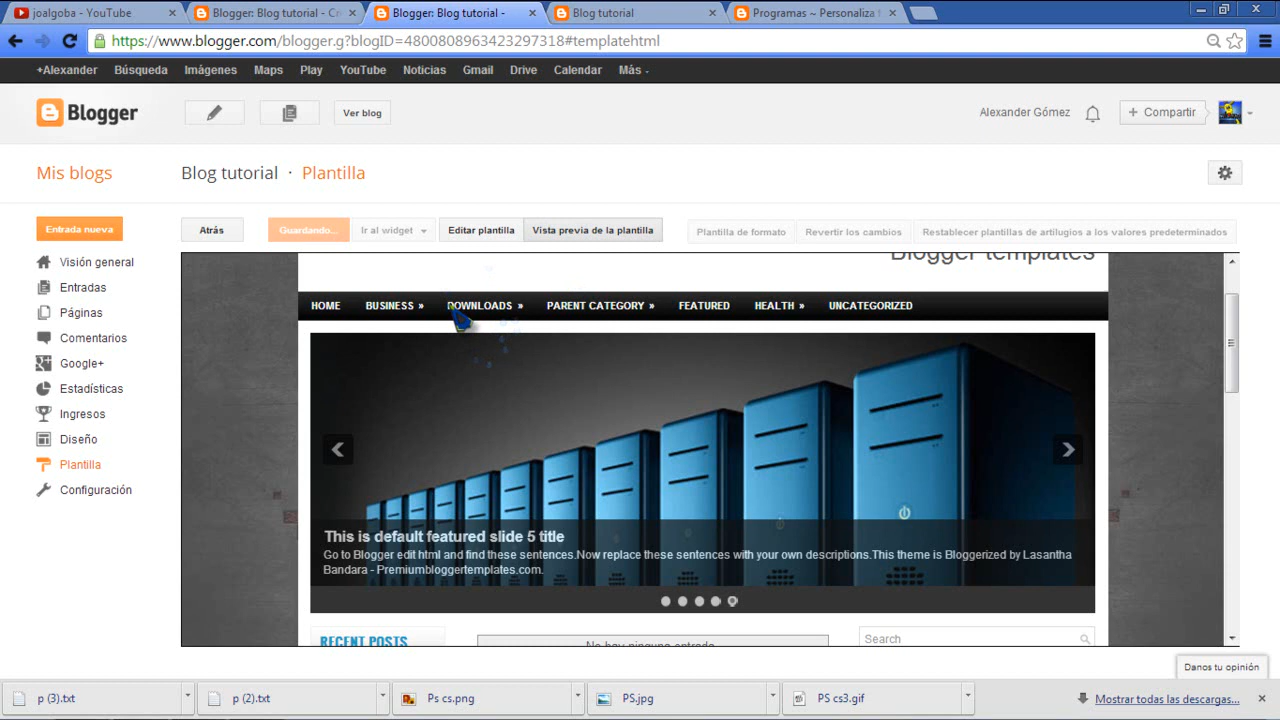 joalgoba - YouTube
Blogger: Blog tutorial - Cr
Blogger: Blog tutorial -
Blog tutorial
Programas ~ Personaliza
https://www.blogger.com/blogger.g?blogID=4800808963423297318#templatehtml
+Alexander Búsqueda Imágenes Maps Play YouTube Noticias Gmail Drive Calendar Más
Blogger
Ver blog
Alexander Gómez
+ Compartir
Mis blogs
Blog tutorial · Plantilla
Entrada nueva
Atrás
Guardando...
Ir al widget
Editar plantilla
Vista previa de la plantilla
Plantilla de formato
Revertir los cambios
Restablecer plantillas de artilugios a los valores predeterminados
Visión general
Entradas
Páginas
Comentarios
Google+
Estadísticas
Ingresos
Diseño
Plantilla
Configuración
Blogger templates
HOME BUSINESS » DOWNLOADS » PARENT CATEGORY » FEATURED HEALTH » UNCATEGORIZED
This is default featured slide 5 title
Go to Blogger edit html and find these sentences.Now replace these sentences with your own descriptions.This theme is Bloggerized by Lasantha
Bandara - Premiumbloggertemplates.com.
RECENT POSTS
No hay ninguna entrada
Search
Danos tu opinión
p (3).txt
p (2).txt
Ps cs.png
PS.jpg
PS cs3.gif
Mostrar todas las descargas...